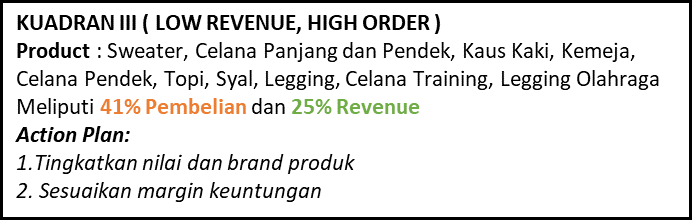 KUADRAN III ( LOW REVENUE, HIGH ORDER )
Product : Sweater, Celana Panjang dan Pendek, Kaus Kaki, Kemeja,
Celana Pendek, Topi, Syal, Legging, Celana Training, Legging Olahraga
Meliputi 41% Pembelian dan 25% Revenue
Action Plan:
1.Tingkatkan nilai dan brand produk
2. Sesuaikan margin keuntungan